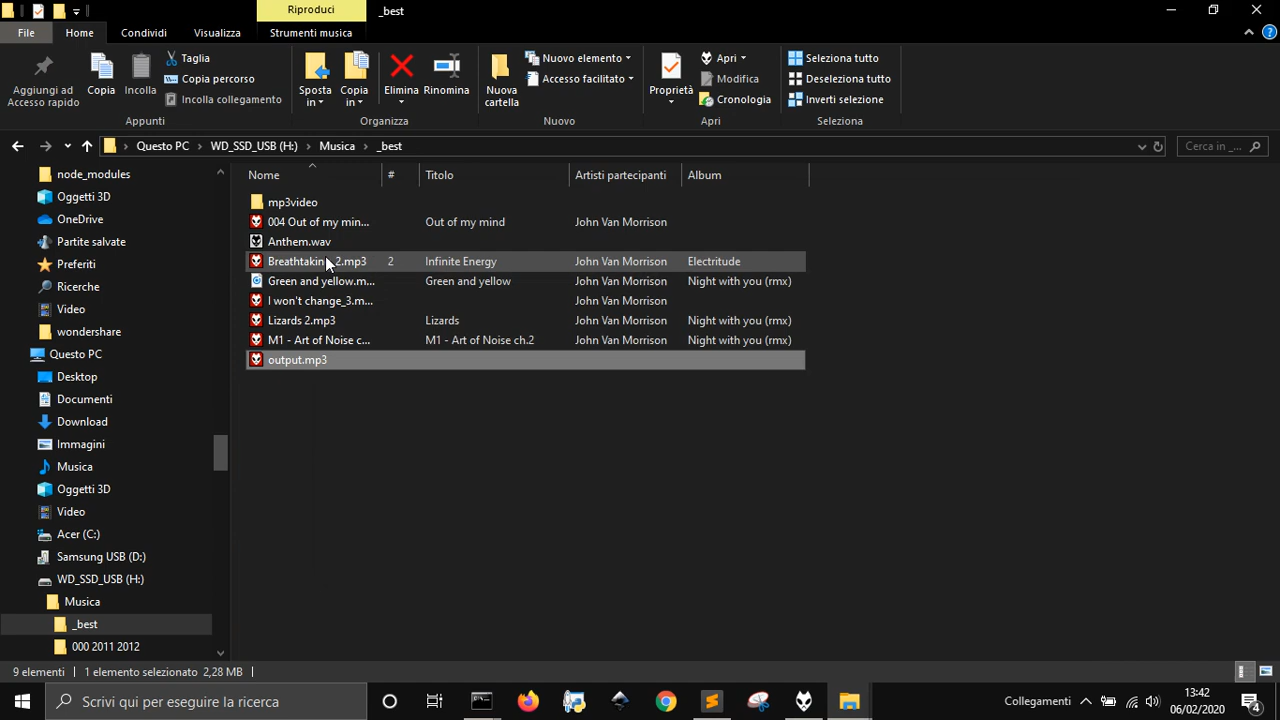 Riproduci
_best
File
Home
Condividi
Visualizza
Strumenti musica
Aggiungi ad
Accesso rapido
Copia
Incolla
Taglia
Copia percorso
Incolla collegamento
Appunti
Sposta
in
Copia
in
Elimina
Rinomina
Organizza
Nuova
cartella
Nuovo elemento
Accesso facilitato
Nuovo
Proprietà
Apri
Modifica
Cronologia
Apri
Seleziona tutto
Deseleziona tutto
Inverti selezione
Seleziona
Questo PC
WD_SSD_USB (H:)
Musica
_best
Cerca in _...
Nome
#
Titolo
Artisti partecipanti
Album
mp3video
004 Out of my min... Out of my mind John Van Morrison
Anthem.wav
2.mp3 2 Infinite Energy John Van Morrison Electritude
Green and yellow.m... Green and yellow John Van Morrison Night with you (rmx)
I won't change_3.m... John Van Morrison
Lizards 2.mp3 Lizards John Van Morrison Night with you (rmx)
M1 - Art of Noise c... M1 - Art of Noise ch.2 John Van Morrison Night with you (rmx)
output.mp3
node_modules
Oggetti 3D
OneDrive
Partite salvate
Preferiti
Ricerche
Video
wondershare
Questo PC
Desktop
Documenti
Download
Immagini
Musica
Oggetti 3D
Video
Acer (C:)
Samsung USB (D:)
WD_SSD_USB (H:)
Musica
_best
000 2011 2012
9 elementi
1 elemento selezionato 2,28 MB
Scrivi qui per eseguire la ricerca
Collegamenti
13:42
06/02/2020
4